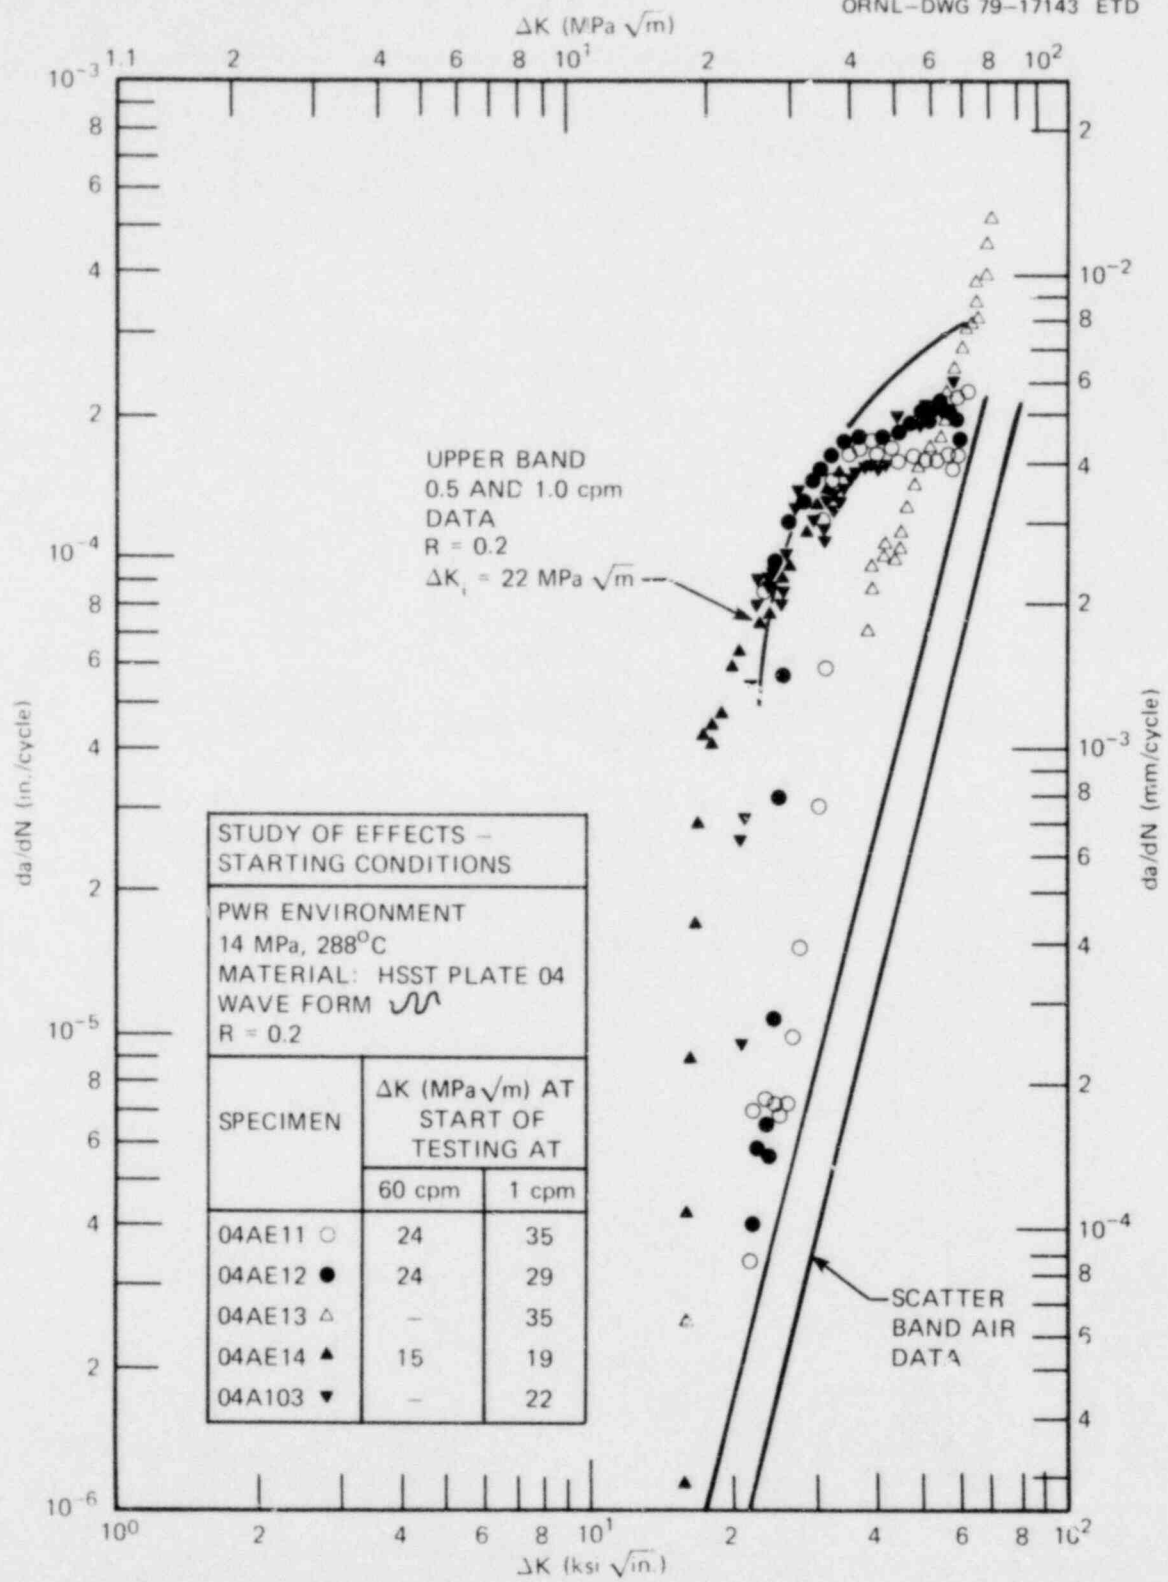 ORNL-DWG 79-17143 ETD
ΔK (MPa √m)
1.1 2 4 6 8 10¹ 2 4 6 8 10²
10⁻³
8
6
4
2
10⁻⁴
8
6
4
2
10⁻⁵
8
6
4
2
10⁻⁶
da/dN (in./cycle)
2
10⁻²
8
6
4
2
10⁻³
8
6
4
2
10⁻⁴
8
6
5
4
da/dN (mm/cycle)
UPPER BAND
0.5 AND 1.0 cpm
DATA
R = 0.2
ΔKᵢ = 22 MPa √m
STUDY OF EFFECTS –
STARTING CONDITIONS
PWR ENVIRONMENT
14 MPa, 288°C
MATERIAL: HSST PLATE 04
WAVE FORM
R = 0.2
SPECIMEN
ΔK (MPa √m) AT
START OF
TESTING AT
60 cpm 1 cpm
04AE11 ○ 24 35
04AE12 ● 24 29
04AE13 △ – 35
04AE14 ▲ 15 19
04A103 ▼ – 22
SCATTER
BAND AIR
DATA
10⁰ 2 4 6 8 10¹ 2 4 6 8 10²
ΔK (ksi √in.)